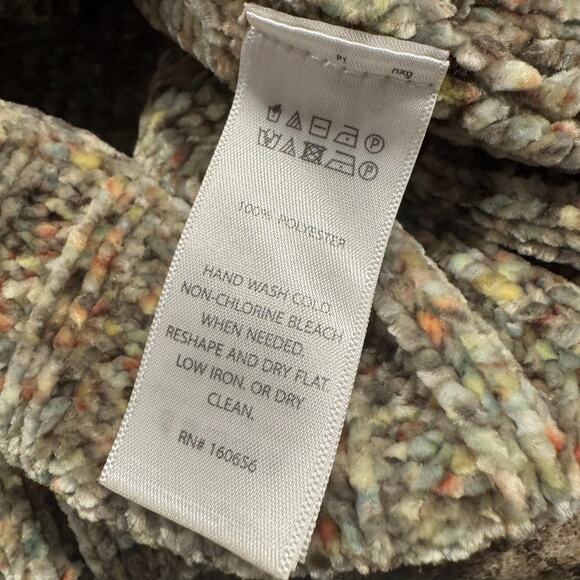 P P
100% POLYESTER
HAND WASH COLD.
NON-CHLORINE BLEACH
WHEN NEEDED.
RESHAPE AND DRY FLAT.
LOW IRON. OR DRY
CLEAN.
RN# 160656